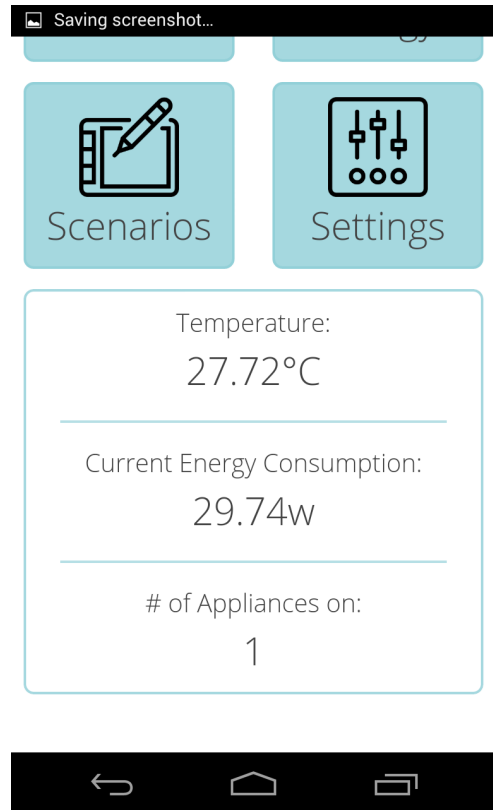 Saving screenshot...
Scenarios
Settings
Temperature:
27.72°C
Current Energy Consumption:
29.74w
# of Appliances on:
1